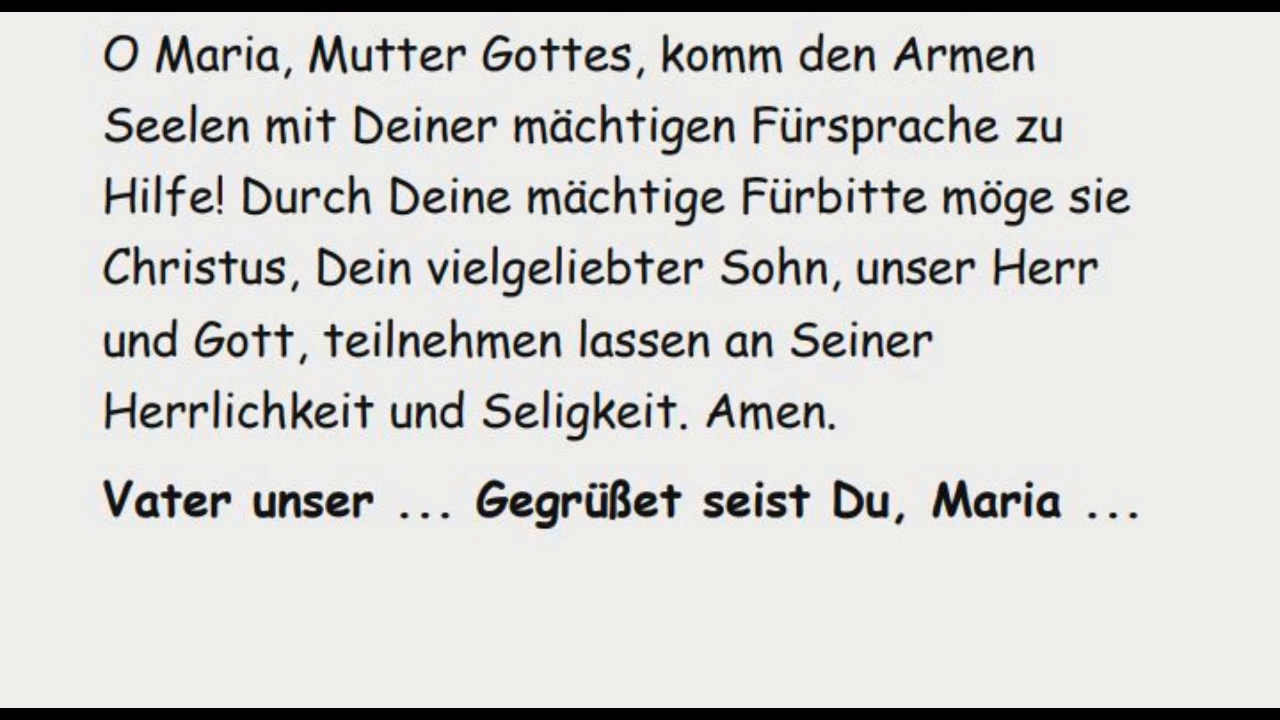 O Maria, Mutter Gottes, komm den Armen
Seelen mit Deiner mächtigen Fürsprache zu
Hilfe! Durch Deine mächtige Fürbitte möge sie
Christus, Dein vielgeliebter Sohn, unser Herr
und Gott, teilnehmen lassen an Seiner
Herrlichkeit und Seligkeit. Amen.
Vater unser ... Gegrüßet seist Du, Maria ...